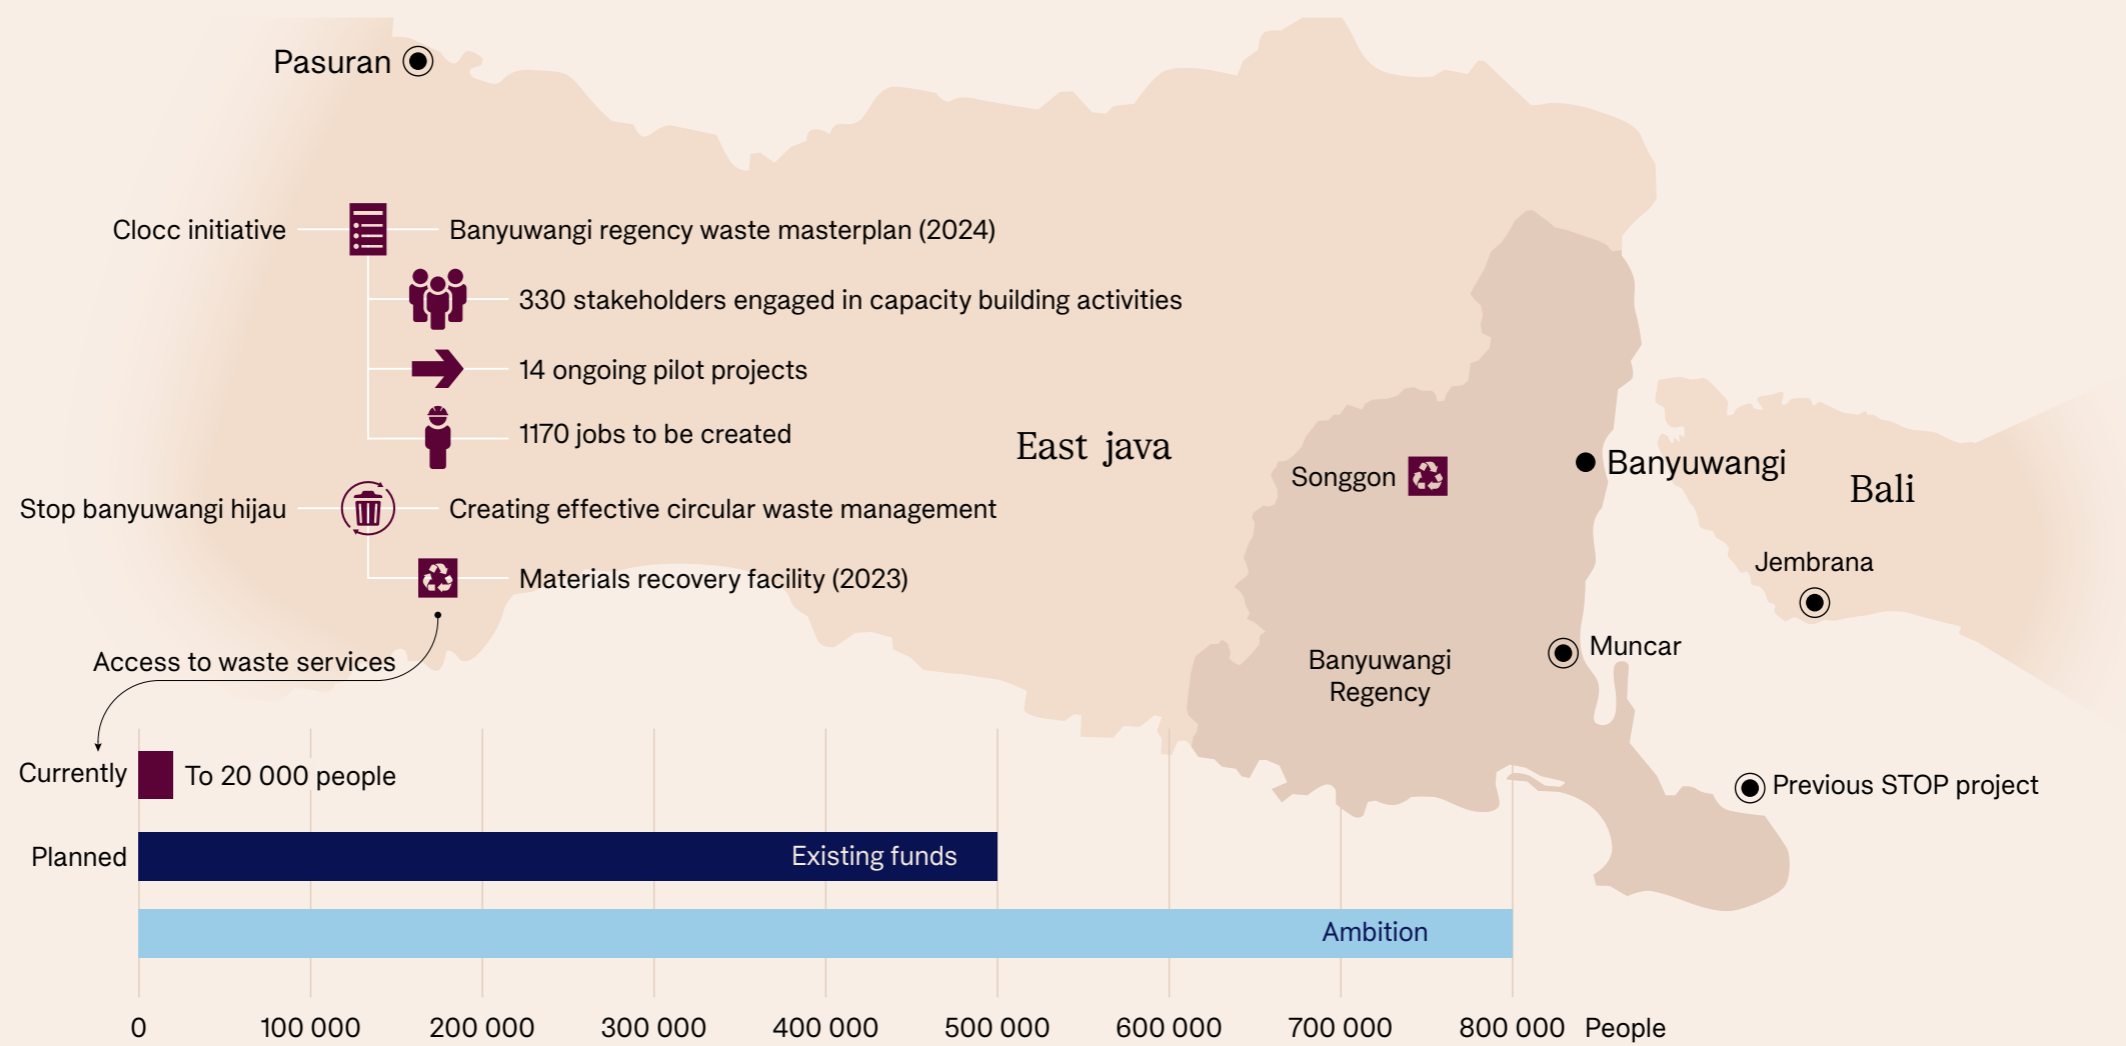 Pasuran
Clocc initiative
Banyuwangi regency waste masterplan (2024)
330 stakeholders engaged in capacity building activities
14 ongoing pilot projects
1170 jobs to be created
East java
Stop banyuwangi hijau
Creating effective circular waste management
Materials recovery facility (2023)
Songgon
Banyuwangi
Bali
Jembrana
Muncar
Banyuwangi
Regency
Previous STOP project
Access to waste services
Currently
To 20 000 people
Planned
Existing funds
Ambition
0
100 000
200 000
300 000
400 000
500 000
600 000
700 000
800 000
People